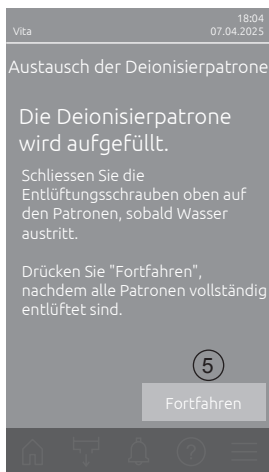 18:04
Vita 07.04.2025
Austausch der Deionisierpatrone
Die Deionisierpatrone
wird aufgefüllt.
Schliessen Sie die
Entlüftungsschrauben oben auf
den Patronen, sobald Wasser
austritt.
Drücken Sie "Fortfahren",
nachdem alle Patronen vollständig
entlüftet sind.
5
Fortfahren
?